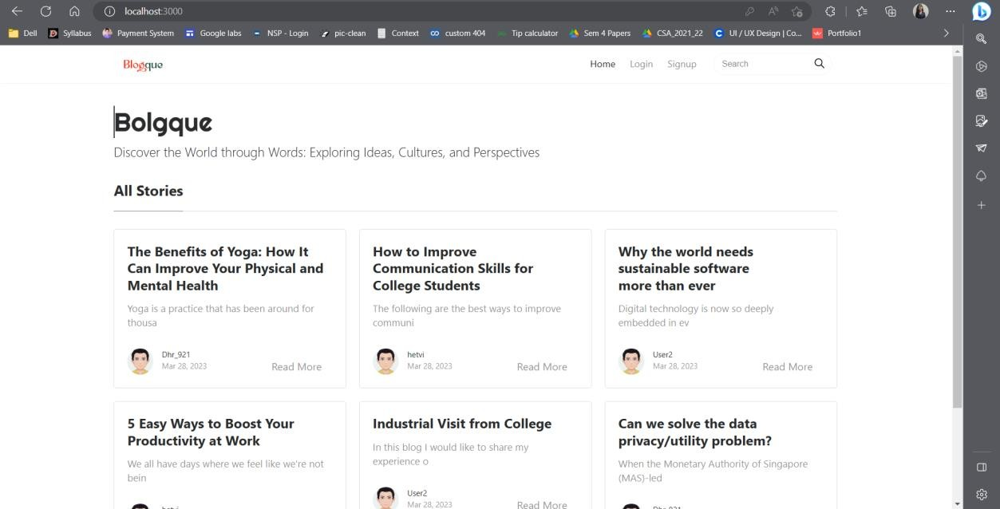 localhost:3000
Dell Syllabus Payment System Google labs NSP - Login pic-clean Context custom 404 Tip calculator Sem 4 Papers CSA_2021_22 UI / UX Design | Co... Portfolio1
Blogque Home Login Signup Search
Bolgque
Discover the World through Words: Exploring Ideas, Cultures, and Perspectives
All Stories
The Benefits of Yoga: How It
Can Improve Your Physical and
Mental Health
Yoga is a practice that has been around for
thousa
Dhr_921
Mar 28, 2023
Read More
How to Improve
Communication Skills for
College Students
The following are the best ways to improve
communi
hetvi
Mar 28, 2023
Read More
Why the world needs
sustainable software
more than ever
Digital technology is now so deeply
embedded in ev
User2
Mar 28, 2023
Read More
5 Easy Ways to Boost Your
Productivity at Work
We all have days where we feel like we're not
bein
hetvi
Industrial Visit from College
In this blog I would like to share my
experience o
User2
Mar 28, 2023
Read More
Can we solve the data
privacy/utility problem?
When the Monetary Authority of Singapore
(MAS)-led
Dhr_921